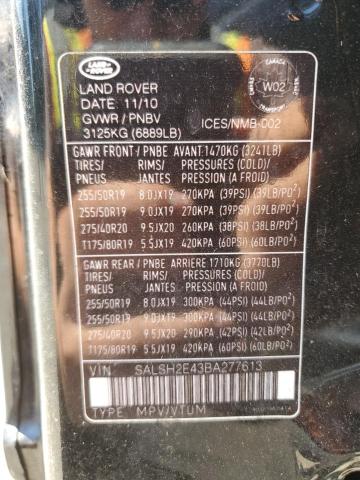 LAND ROVER
CANADA
W02
LAND ROVER
DATE 11/10
GVWR / PNBV
3125KG (6889LB) ICES/NMB-002
GAWR FRONT / PNBE AVANT 1470KG (3241LB)
TIRES/ RIMS/ PRESSURES (COLD)/
PNEUS JANTES PRESSION (A FROID)
255/50R19 8.0JX19 270KPA (39PSI) (39LB/PO²)
255/50R19 9.0JX19 270KPA (39PSI) (39LB/PO²)
275/40R20 9.5JX20 260KPA (38PSI) (38LB/PO²)
T175/80R19 5.5JX19 420KPA (60PSI) (60LB/PO²)
GAWR REAR / PNBE ARRIERE 1710KG (3770LB)
TIRES/ RIMS/ PRESSURES (COLD)/
PNEUS JANTES PRESSION (A FROID)
255/50R19 8.0JX19 300KPA (44PSI) (44LB/PO²)
255/50R19 9.0JX19 300KPA (44PSI) (44LB/PO²)
275/40R20 9.5JX20 290KPA (42PSI) (42LB/PO²)
T175/80R19 5.5JX19 420KPA (60PSI) (60LB/PO²)
VIN: SALSH2E43BA277613
TYPE: MPV/VTUM